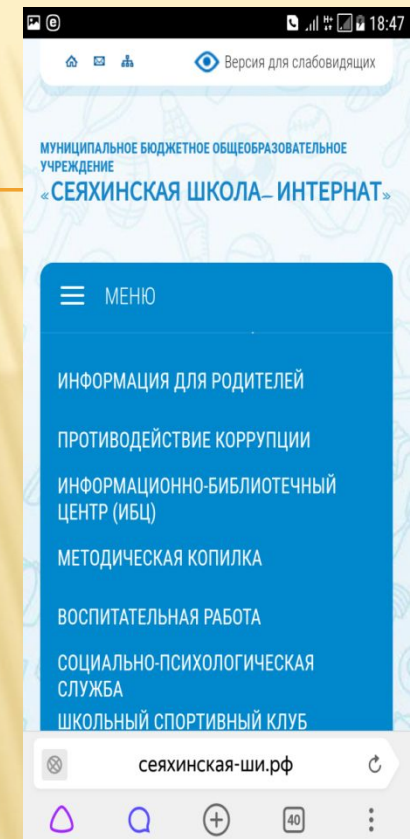 18:47
Версия для слабовидящих
МУНИЦИПАЛЬНОЕ БЮДЖЕТНОЕ ОБЩЕОБРАЗОВАТЕЛЬНОЕ
УЧРЕЖДЕНИЕ
«СЕЯХИНСКАЯ ШКОЛА– ИНТЕРНАТ»
МЕНЮ
ИНФОРМАЦИЯ ДЛЯ РОДИТЕЛЕЙ
ПРОТИВОДЕЙСТВИЕ КОРРУПЦИИ
ИНФОРМАЦИОННО-БИБЛИОТЕЧНЫЙ
ЦЕНТР (ИБЦ)
МЕТОДИЧЕСКАЯ КОПИЛКА
ВОСПИТАТЕЛЬНАЯ РАБОТА
СОЦИАЛЬНО-ПСИХОЛОГИЧЕСКАЯ
СЛУЖБА
ШКОЛЬНЫЙ СПОРТИВНЫЙ КЛУБ
сеяхинская-ши.рф
40